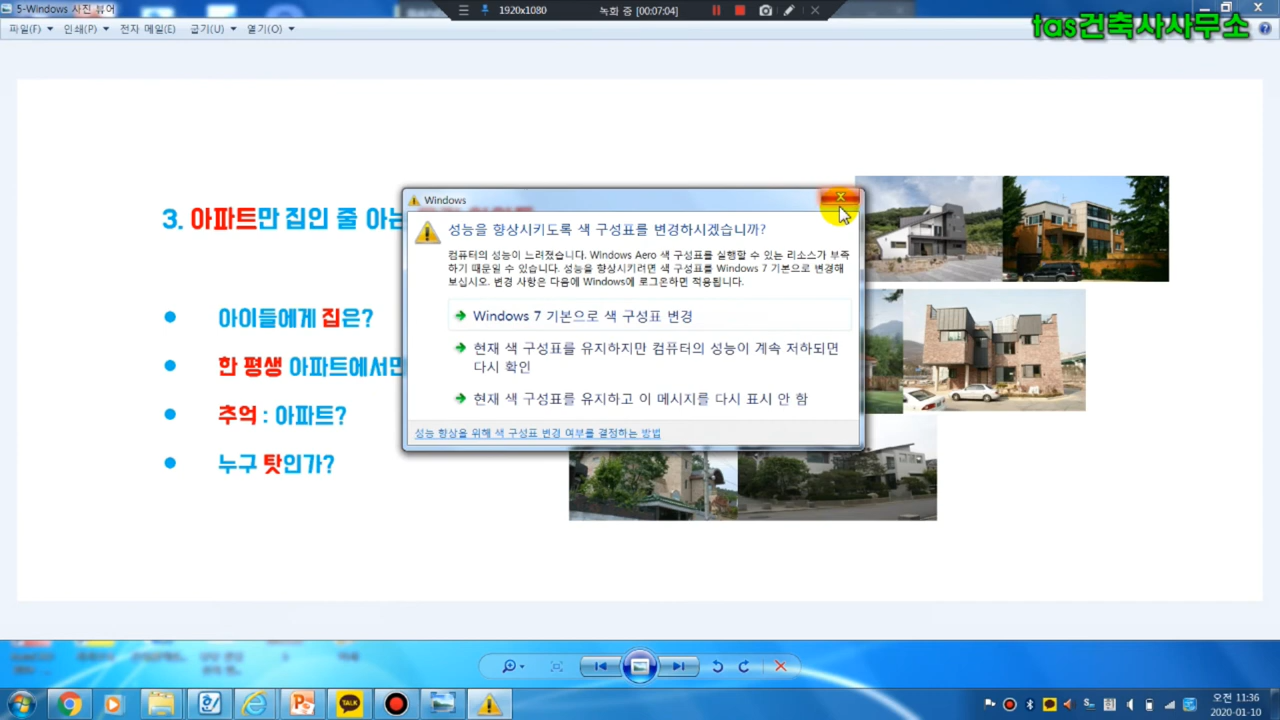 5-Windows 사진 뷰어
1920x1080
녹화 중 [00:07:04]
tas건축사사무소
파일(F)
인쇄(P)
전자 메일(E)
굽기(U)
열기(O)
3. 아파트만 집인 줄 아는
아이들에게 집은?
한 평생 아파트에서만
추억 : 아파트?
누구 탓인가?
Windows
성능을 향상시키도록 색 구성표를 변경하시겠습니까?
컴퓨터의 성능이 느려졌습니다. Windows Aero 색 구성표를 실행할 수 있는 리소스가 부족
하기 때문일 수 있습니다. 성능을 향상시키려면 색 구성표를 Windows 7 기본으로 변경해
보십시오. 변경 사항은 다음에 Windows에 로그온하면 적용됩니다.
Windows 7 기본으로 색 구성표 변경
현재 색 구성표를 유지하지만 컴퓨터의 성능이 계속 저하되면
다시 확인
현재 색 구성표를 유지하고 이 메시지를 다시 표시 안 함
성능 향상을 위해 색 구성표 변경 여부를 결정하는 방법
TALK
오전 11:36
2020-01-10